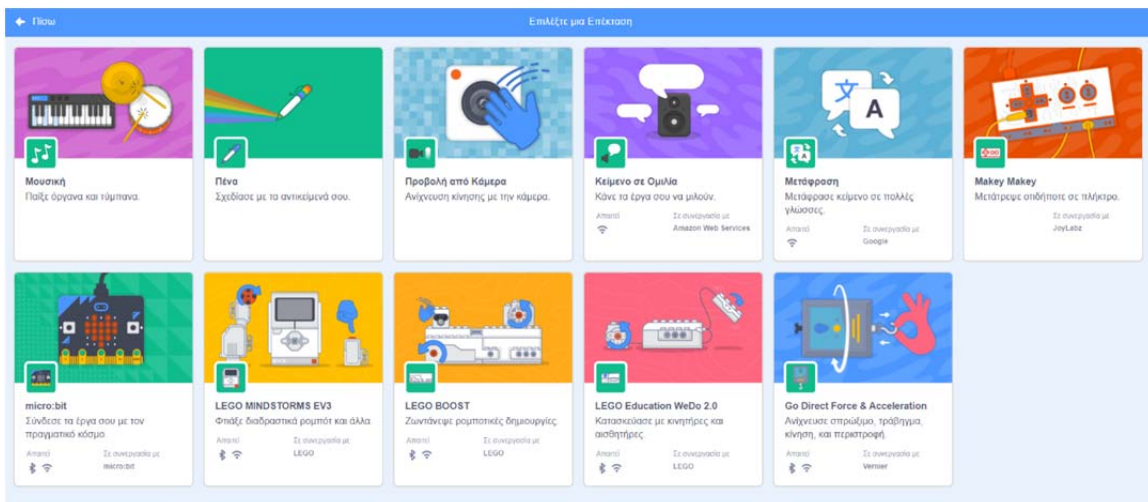 Πίσω
Επιλέξτε μια Επέκταση
Μουσική
Παίξε όργανα και τύμπανα.
Πένα
Σχεδίασε με τα αντικείμενά σου.
Προβολή από Κάμερα
Ανίχνευση κίνησης με την κάμερα.
Κείμενο σε Ομιλία
Κάνε τα έργα σου να μιλούν.
Απαιτεί
Σε συνεργασία με
Amazon Web Services
文
A
Μετάφραση
Μετάφρασε κείμενο σε πολλές
γλώσσες.
Απαιτεί
Σε συνεργασία με
Google
Makey Makey
Μετάτρεψε οτιδήποτε σε πλήκτρο.
Σε συνεργασία με
JoyLabz
micro:bit
Σύνδεσε τα έργα σου με τον
πραγματικό κόσμο.
Απαιτεί
Σε συνεργασία με
micro:bit
LEGO MINDSTORMS EV3
Φτιάξε διαδραστικά ρομπότ και άλλα.
Απαιτεί
Σε συνεργασία με
LEGO
LEGO BOOST
Ζωντάνεψε ρομποτικές δημιουργίες.
Απαιτεί
Σε συνεργασία με
LEGO
LEGO Education WeDo 2.0
Κατασκεύασε με κινητήρες και
αισθητήρες.
Απαιτεί
Σε συνεργασία με
LEGO
Go Direct Force & Acceleration
Ανίχνευσε σπρώξιμο, τράβηγμα,
κίνηση, και περιστροφή.
Απαιτεί
Σε συνεργασία με
Vernier